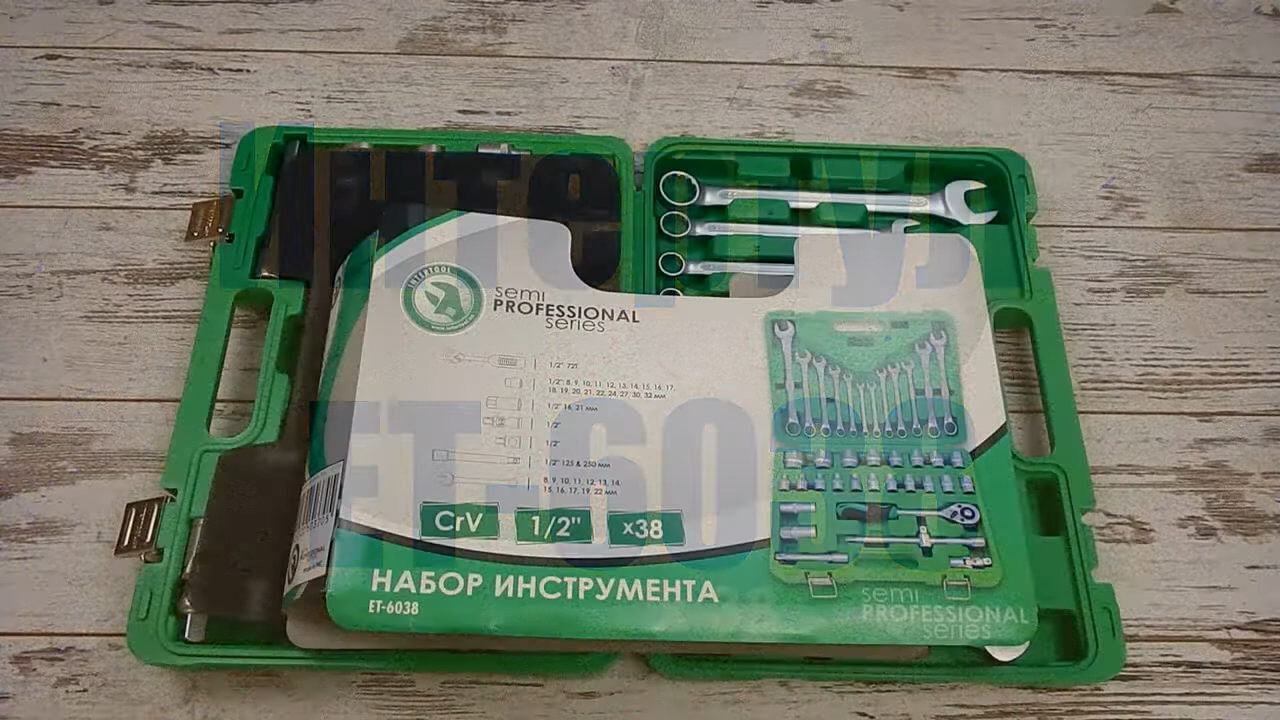 INTERTOOL
semi
PROFESSIONAL
series
1/2" 72T
1/2" 8, 9, 10, 11, 12, 13, 14, 15, 16, 17,
18, 19, 20, 21, 22, 24, 27, 30, 32 мм
1/2" 16, 21 мм
1/2"
1/2"
1/2" 125 & 250 мм
8, 9, 10, 11, 12, 13, 14,
15, 16, 17, 19, 22 мм
CrV
1/2"
x38
НАБОР ИНСТРУМЕНТА
ET-6038
semi
PROFESSIONAL
series